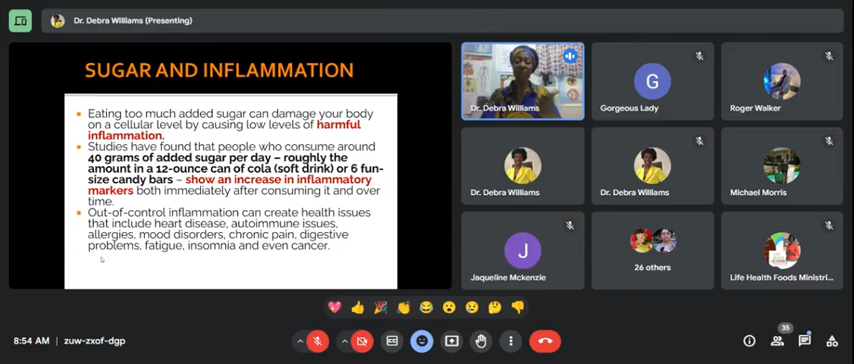 Dr. Debra Williams (Presenting)
SUGAR AND INFLAMMATION
Eating too much added sugar can damage your body
on a cellular level by causing low levels of harmful
inflammation.
Studies have found that people who consume around
40 grams of added sugar per day – roughly the
amount in a 12-ounce can of cola (soft drink) or 6 fun-
size candy bars – show an increase in inflammatory
markers both immediately after consuming it and over
time.
Out-of-control inflammation can create health issues
that include heart disease, autoimmune issues,
allergies, mood disorders, chronic pain, digestive
problems, fatigue, insomnia and even cancer.
Dr. Debra Williams
G
Gorgeous Lady
Roger Walker
Dr. Debra Williams
Dr. Debra Williams
Michael Morris
J
Jaqueline Mckenzie
26 others
Life Health Foods Ministri...
8:54 AM | zuw-zxof-dgp
CC
35